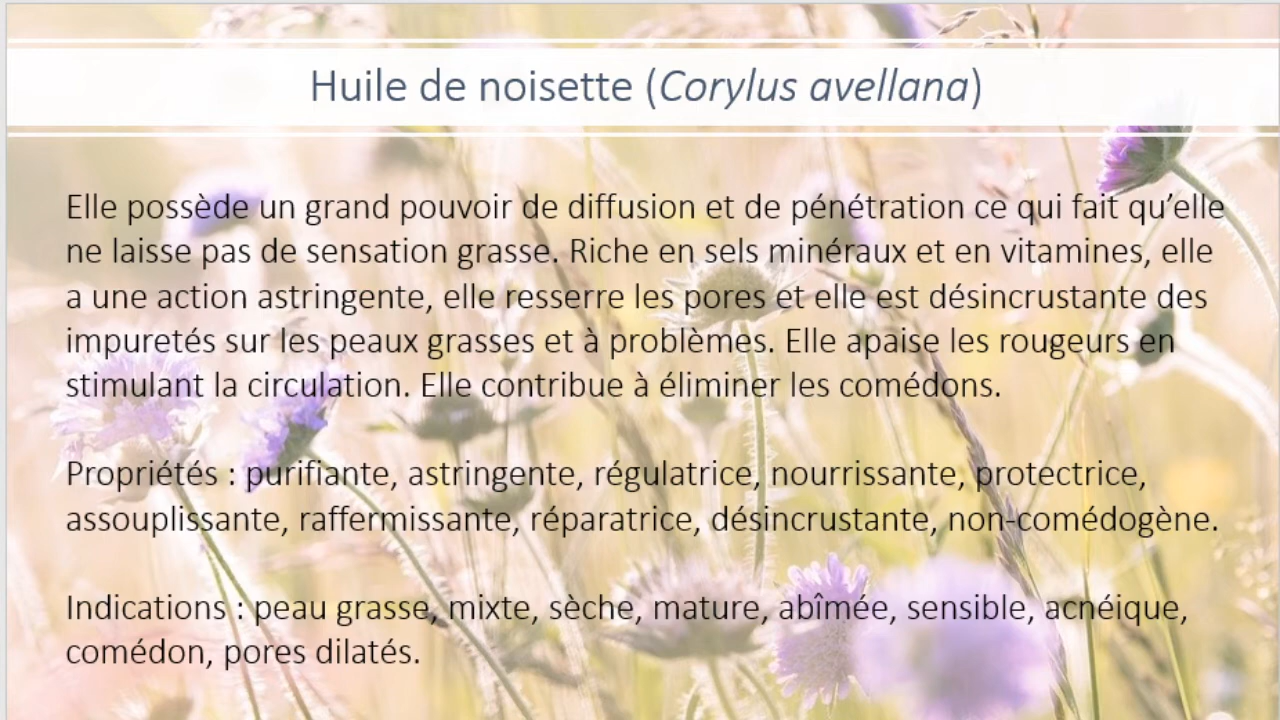 Huile de noisette (Corylus avellana)
Elle possède un grand pouvoir de diffusion et de pénétration ce qui fait qu’elle
ne laisse pas de sensation grasse. Riche en sels minéraux et en vitamines, elle
a une action astringente, elle resserre les pores et elle est désincrustante des
impuretés sur les peaux grasses et à problèmes. Elle apaise les rougeurs en
stimulant la circulation. Elle contribue à éliminer les comédons.
Propriétés : purifiante, astringente, régulatrice, nourrissante, protectrice,
assouplissante, raffermissante, réparatrice, désincrustante, non-comédogène.
Indications : peau grasse, mixte, sèche, mature, abîmée, sensible, acnéique,
comédon, pores dilatés.